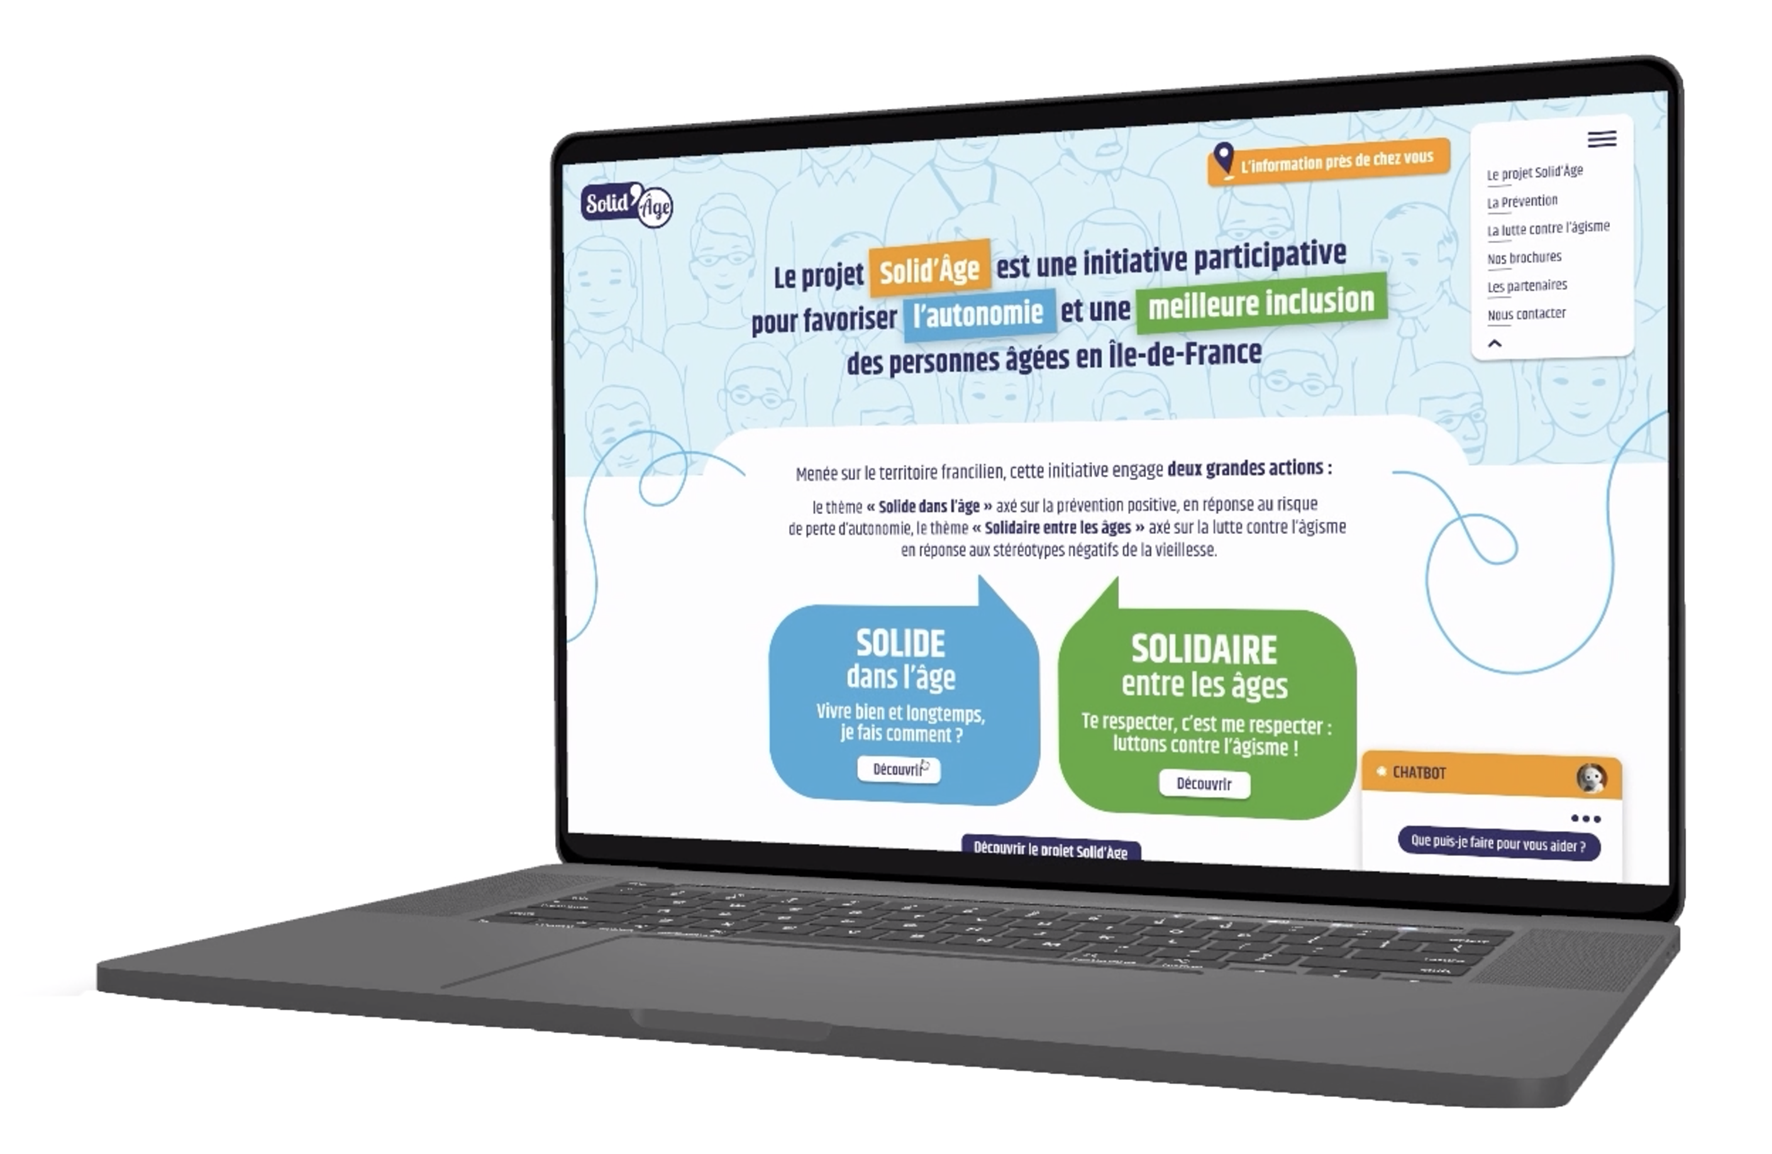 Solid'Âge
L'information près de chez vous
Le projet Solid'Âge
La Prévention
La lutte contre l'âgisme
Nos brochures
Les partenaires
Nous contacter
Le projet Solid'Âge est une initiative participative
pour favoriser l'autonomie et une meilleure inclusion
des personnes âgées en Île-de-France
Menée sur le territoire francilien, cette initiative engage deux grandes actions :
le thème « Solide dans l'âge » axé sur la prévention positive, en réponse au risque
de perte d'autonomie, le thème « Solidaire entre les âges » axé sur la lutte contre l'âgisme
en réponse aux stéréotypes négatifs de la vieillesse.
SOLIDE
dans l'âge
Vivre bien et longtemps,
je fais comment ?
Découvrir
SOLIDAIRE
entre les âges
Te respecter, c'est me respecter :
luttons contre l'âgisme !
Découvrir
CHATBOT
Que puis-je faire pour vous aider ?
Découvrir le projet Solid'Age